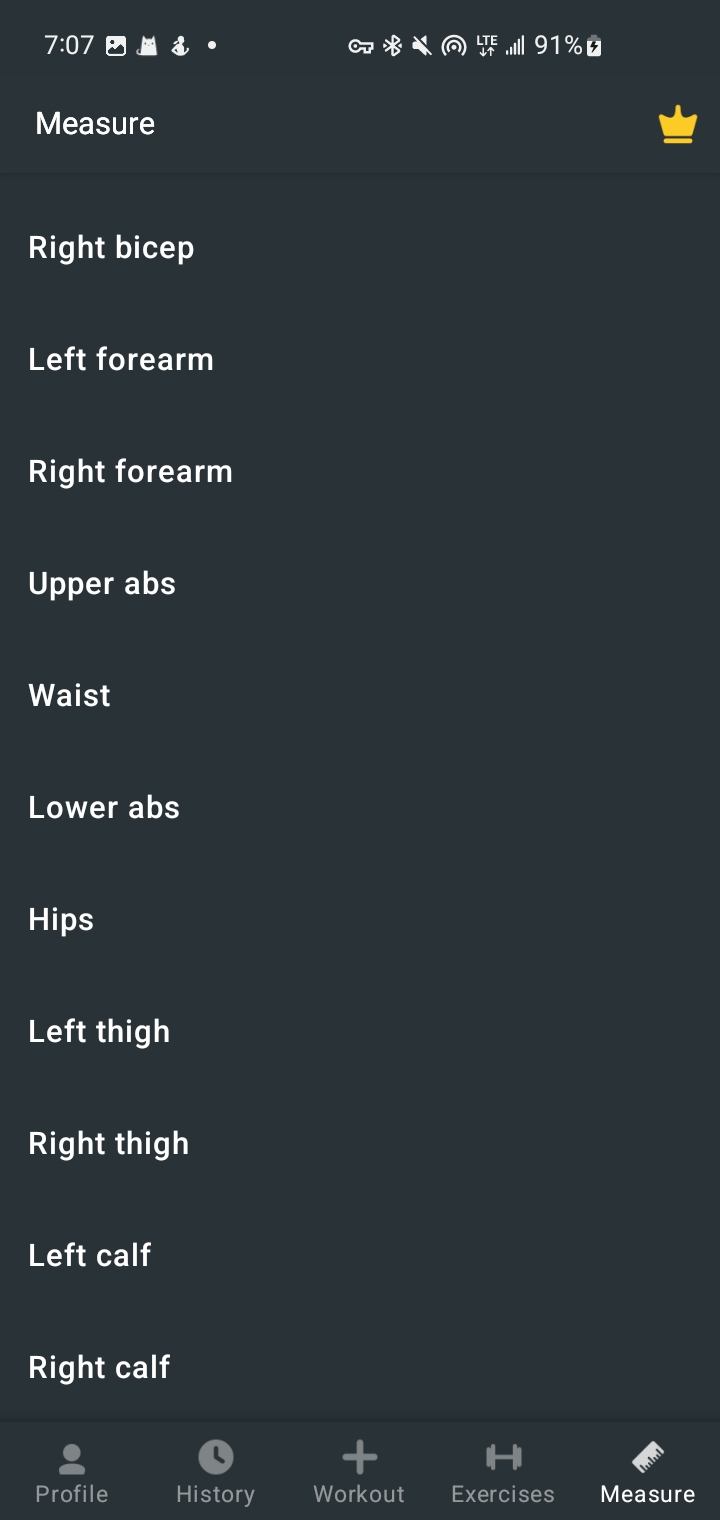 7:07 LTE 91%
Measure
Right bicep
Left forearm
Right forearm
Upper abs
Waist
Lower abs
Hips
Left thigh
Right thigh
Left calf
Right calf
Profile History Workout Exercises Measure